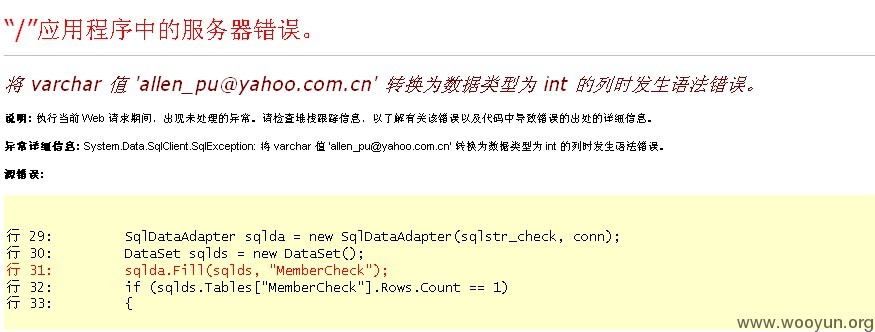 “/”应用程序中的服务器错误。
将 varchar 值 'allen_pu@yahoo.com.cn' 转换为数据类型为 int 的列时发生语法错误。
说明: 执行当前 Web 请求期间，出现未处理的异常。请检查堆栈跟踪信息，以了解有关该错误以及代码中导致错误的出处的详细信息。
异常详细信息: System.Data.SqlClient.SqlException: 将 varchar 值 'allen_pu@yahoo.com.cn' 转换为数据类型为 int 的列时发生语法错误。
源错误:
行 29: SqlDataAdapter sqlda = new SqlDataAdapter(sqlstr_check, conn);
行 30: DataSet sqlds = new DataSet();
行 31: sqlda.Fill(sqlds, "MemberCheck");
行 32: if (sqlds.Tables["MemberCheck"].Rows.Count == 1)
行 33: {
www.wooyun.org